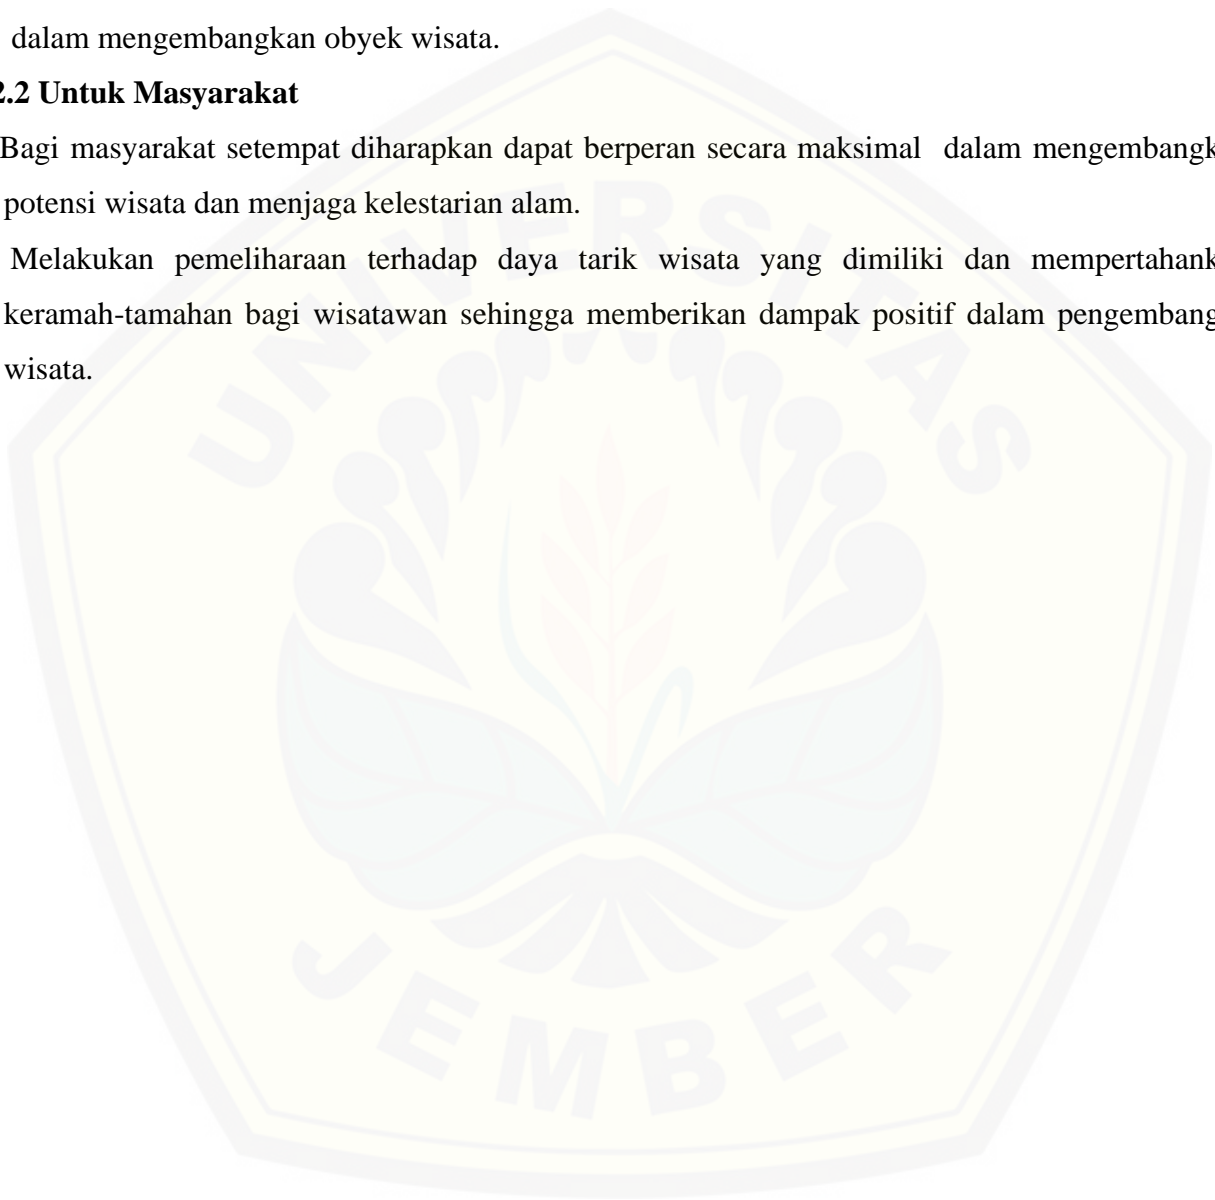 dalam mengembangkan obyek wisata.
2.2 Untuk Masyarakat
Bagi masyarakat setempat diharapkan dapat berperan secara maksimal dalam mengembangk
potensi wisata dan menjaga kelestarian alam.
Melakukan pemeliharaan terhadap daya tarik wisata yang dimiliki dan mempertahank
keramah-tamahan bagi wisatawan sehingga memberikan dampak positif dalam pengembang
wisata.
UNIVERSITAS
JEMBER